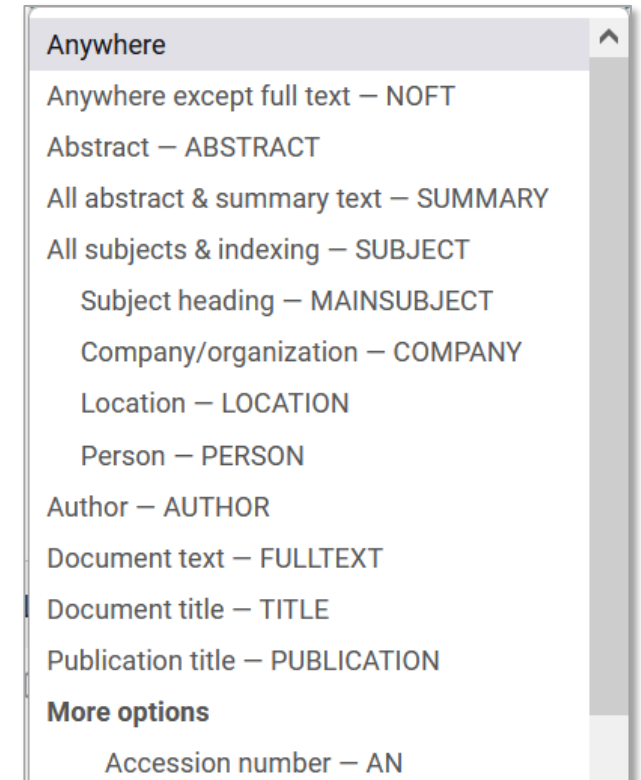 Anywhere
Anywhere except full text — NOFT
Abstract — ABSTRACT
All abstract & summary text — SUMMARY
All subjects & indexing — SUBJECT
Subject heading — MAINSUBJECT
Company/organization — COMPANY
Location — LOCATION
Person — PERSON
Author — AUTHOR
Document text — FULLTEXT
Document title — TITLE
Publication title — PUBLICATION
More options
Accession number — AN